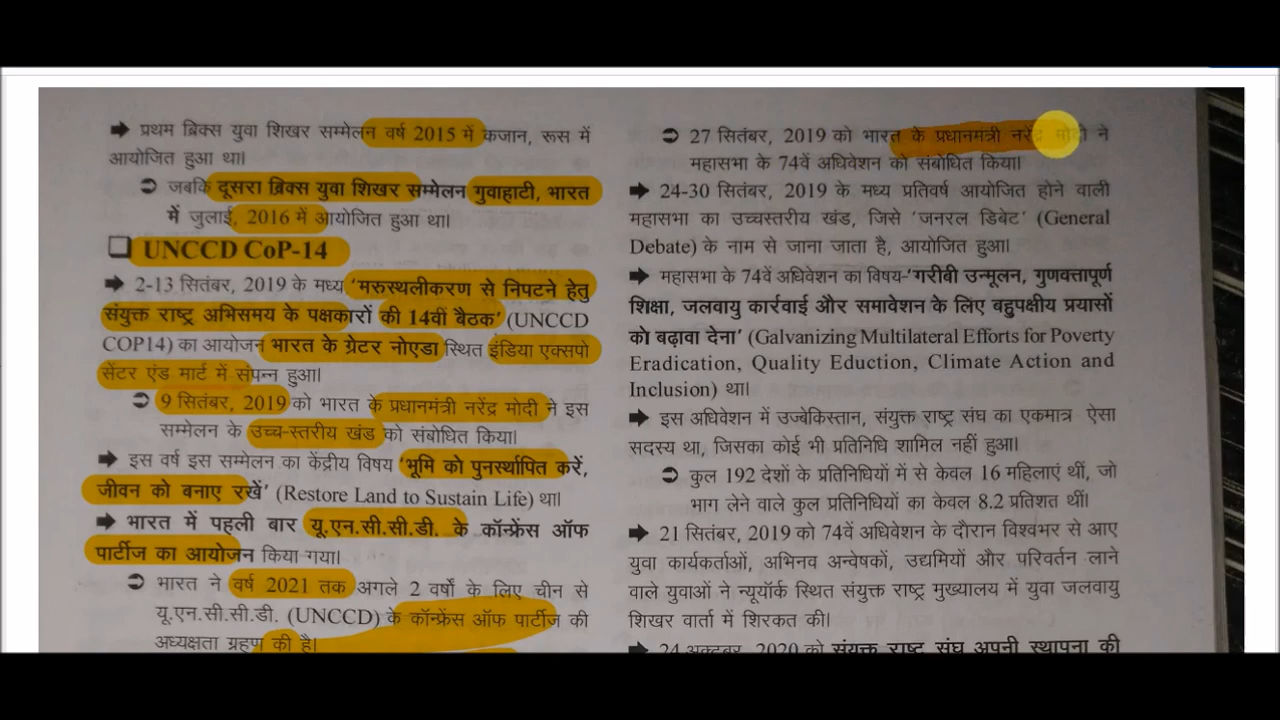 ➡ प्रथम ब्रिक्स युवा शिखर सम्मेलन वर्ष 2015 में कजान, रूस में
आयोजित हुआ था।
➲ जबकि दूसरा ब्रिक्स युवा शिखर सम्मेलन गुवाहाटी, भारत
में जुलाई, 2016 में आयोजित हुआ था।
❑ UNCCD CoP-14
➡ 2-13 सितंबर, 2019 के मध्य 'मरुस्थलीकरण से निपटने हेतु
संयुक्त राष्ट्र अभिसमय के पक्षकारों की 14वीं बैठक' (UNCCD
COP14) का आयोजन भारत के ग्रेटर नोएडा स्थित इंडिया एक्सपो
सेंटर एंड मार्ट में संपन्न हुआ।
➲ 9 सितंबर, 2019 को भारत के प्रधानमंत्री नरेंद्र मोदी ने इस
सम्मेलन के उच्च-स्तरीय खंड को संबोधित किया।
➡ इस वर्ष इस सम्मेलन का केंद्रीय विषय 'भूमि को पुनर्स्थापित करें,
जीवन को बनाए रखें' (Restore Land to Sustain Life) था।
➡ भारत में पहली बार यू.एन.सी.सी.डी. के कॉन्फ्रेंस ऑफ
पार्टीज का आयोजन किया गया।
➲ भारत ने वर्ष 2021 तक अगले 2 वर्षों के लिए चीन से
यू.एन.सी.सी.डी. (UNCCD) के कॉन्फ्रेंस ऑफ पार्टीज की
अध्यक्षता ग्रहण की है।
➲ 27 सितंबर, 2019 को भारत के प्रधानमंत्री नरेंद्र मोदी ने
महासभा के 74वें अधिवेशन को संबोधित किया।
➡ 24-30 सितंबर, 2019 के मध्य प्रतिवर्ष आयोजित होने वाली
महासभा का उच्चस्तरीय खंड, जिसे 'जनरल डिबेट' (General
Debate) के नाम से जाना जाता है, आयोजित हुआ।
➡ महासभा के 74वें अधिवेशन का विषय-'गरीबी उन्मूलन, गुणवत्तापूर्ण
शिक्षा, जलवायु कार्रवाई और समावेशन के लिए बहुपक्षीय प्रयासों
को बढ़ावा देना' (Galvanizing Multilateral Efforts for Poverty
Eradication, Quality Eduction, Climate Action and
Inclusion) था।
➡ इस अधिवेशन में उज्बेकिस्तान, संयुक्त राष्ट्र संघ का एकमात्र ऐसा
सदस्य था, जिसका कोई भी प्रतिनिधि शामिल नहीं हुआ।
➲ कुल 192 देशों के प्रतिनिधियों में से केवल 16 महिलाएं थीं, जो
भाग लेने वाले कुल प्रतिनिधियों का केवल 8.2 प्रतिशत थीं।
➡ 21 सितंबर, 2019 को 74वें अधिवेशन के दौरान विश्वभर से आए
युवा कार्यकर्ताओं, अभिनव अन्वेषकों, उद्यमियों और परिवर्तन लाने
वाले युवाओं ने न्यूयॉर्क स्थित संयुक्त राष्ट्र मुख्यालय में युवा जलवायु
शिखर वार्ता में शिरकत की।
➡ 24 अक्टूबर, 2020 को संयुक्त राष्ट्र संघ अपनी स्थापना की